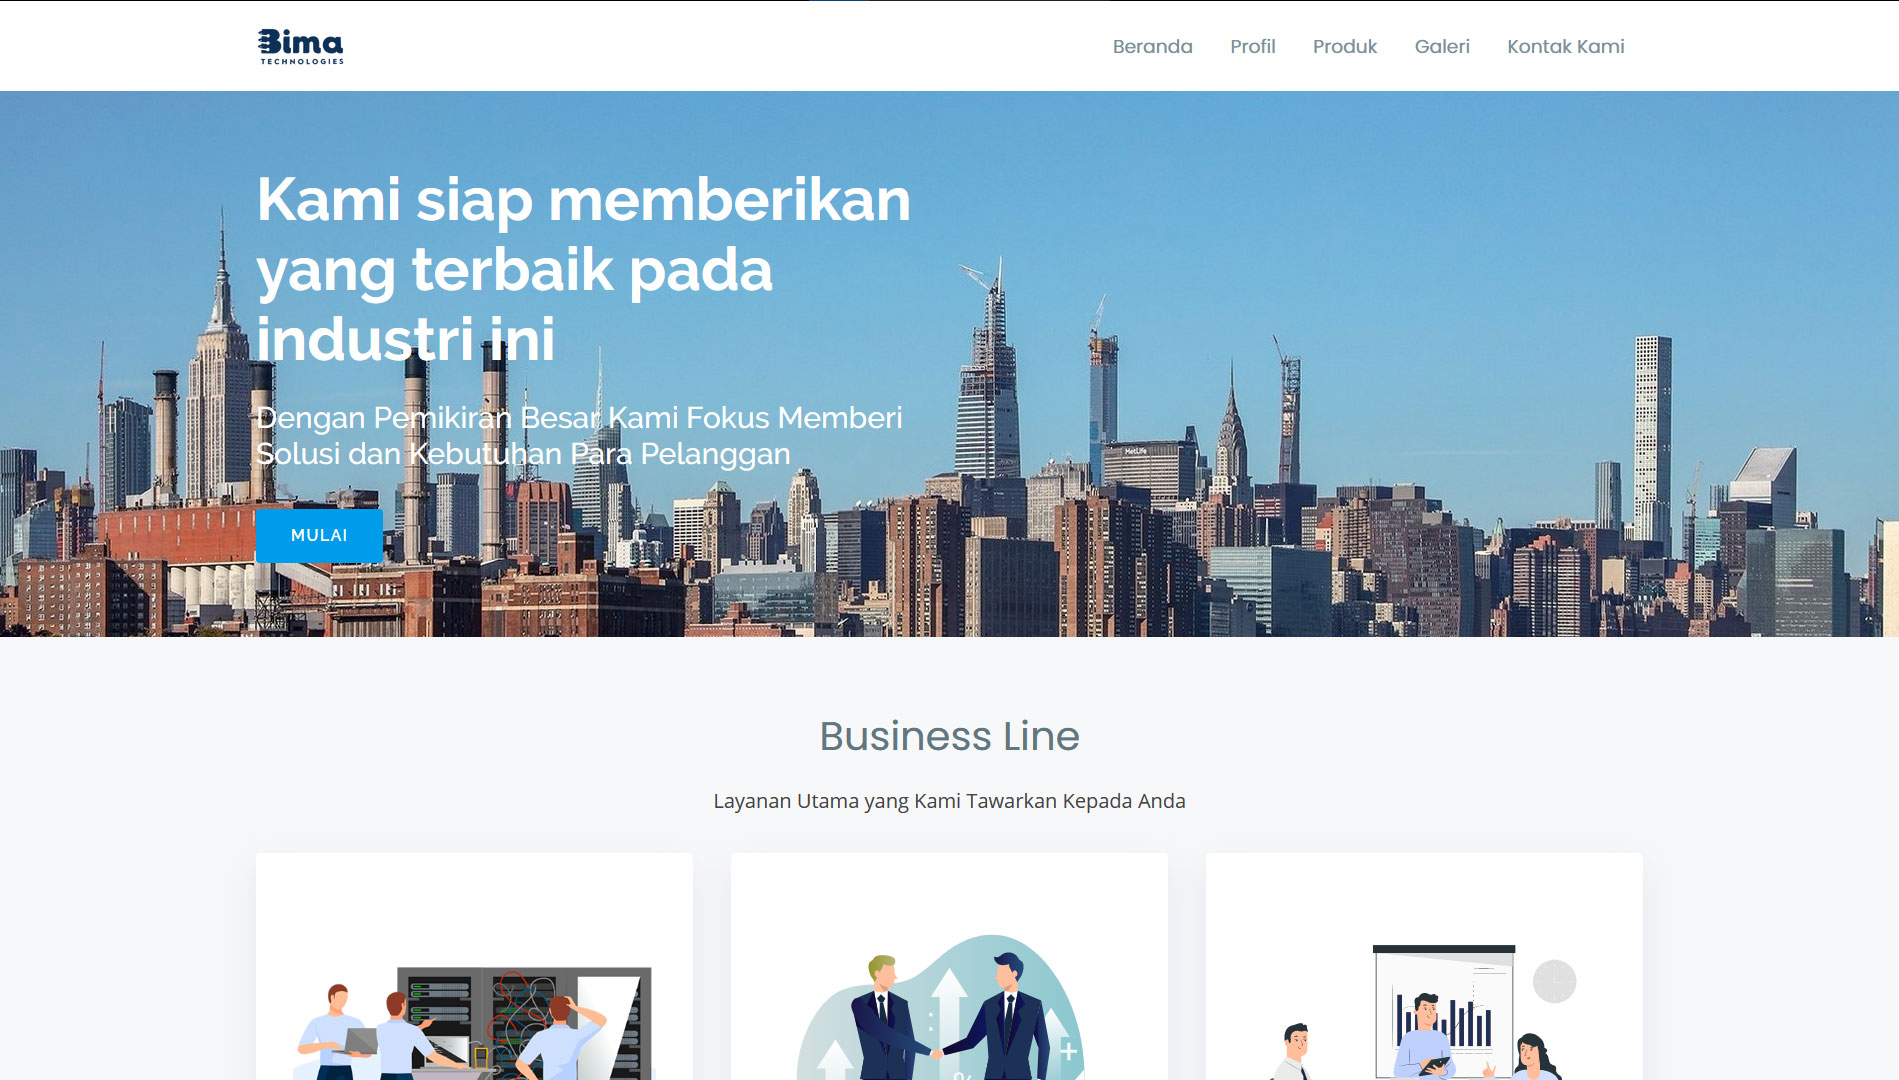 Bima
TECHNOLOGIES
Beranda Profil Produk Galeri Kontak Kami
Kami siap memberikan
yang terbaik pada
industri ini
Dengan Pemikiran Besar Kami Fokus Memberi
Solusi dan Kebutuhan Para Pelanggan
MetLife
MULAI
Business Line
Layanan Utama yang Kami Tawarkan Kepada Anda
%